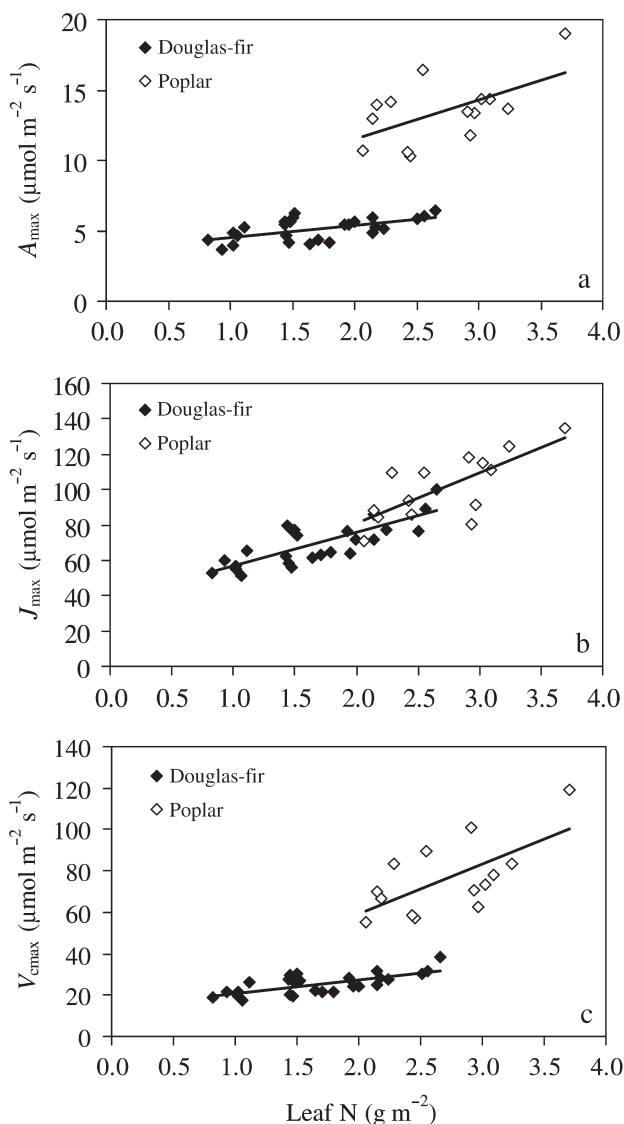 20
Douglas-fir
Poplar
15
10
5
0
A max (μmol m⁻² s⁻¹)
a
0.0 0.5 1.0 1.5 2.0 2.5 3.0 3.5 4.0
160
Douglas-fir
140
Poplar
120
100
80
60
40
20
0
J max (μmol m⁻² s⁻¹)
b
0.0 0.5 1.0 1.5 2.0 2.5 3.0 3.5 4.0
140
Douglas-fir
120
Poplar
100
80
60
40
20
0
V cmax (μmol m⁻² s⁻¹)
c
0.0 0.5 1.0 1.5 2.0 2.5 3.0 3.5 4.0
Leaf N (g m⁻²)